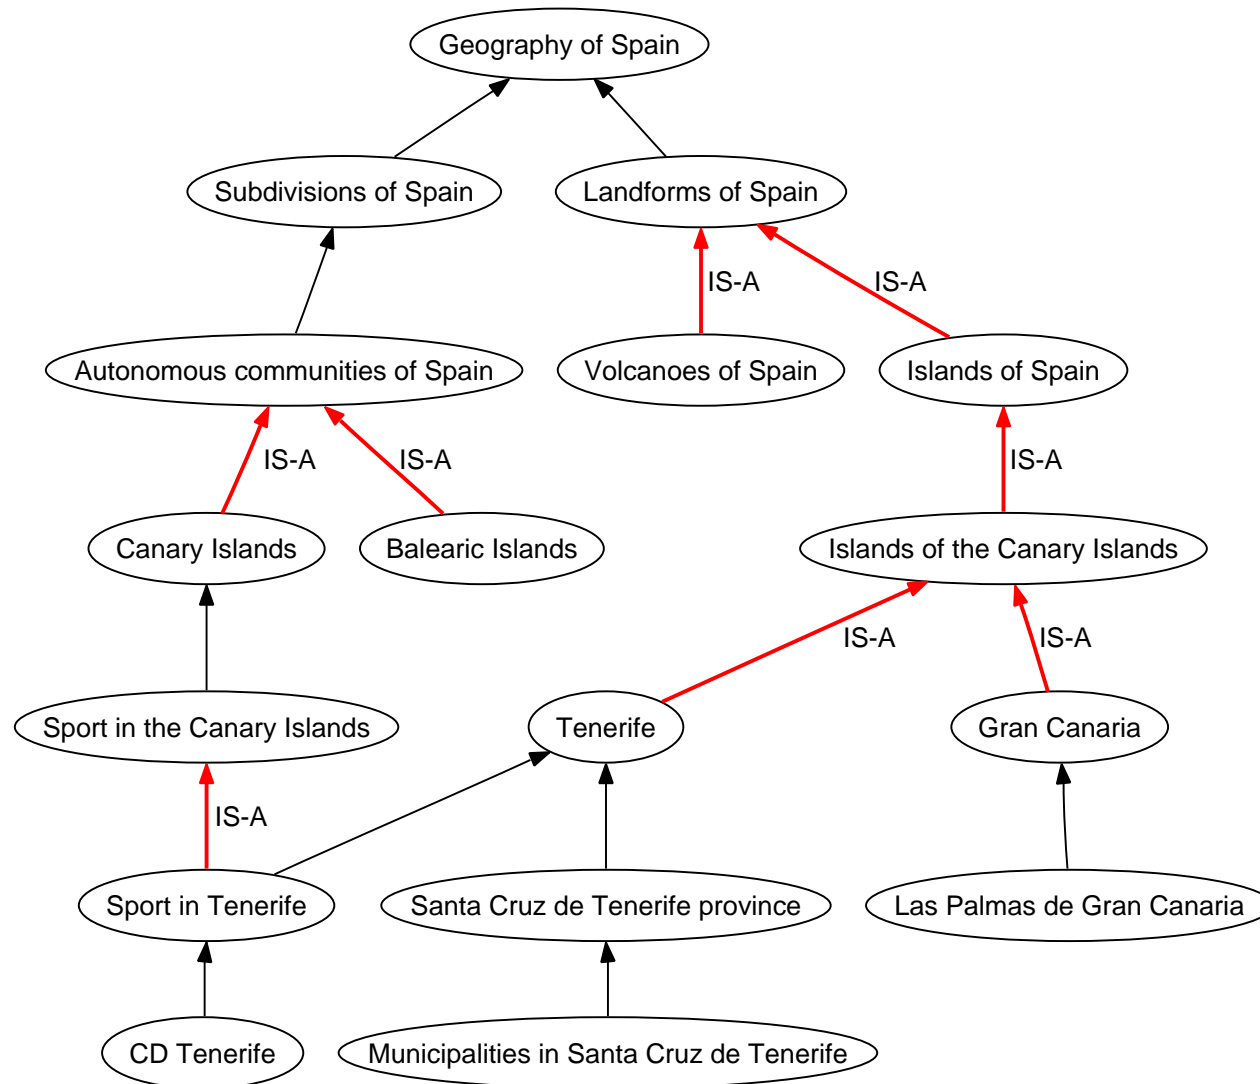 Geography of Spain
Subdivisions of Spain
Landforms of Spain
IS-A
IS-A
Autonomous communities of Spain
Volcanoes of Spain
Islands of Spain
IS-A
IS-A
IS-A
Canary Islands
Balearic Islands
Islands of the Canary Islands
IS-A
IS-A
Sport in the Canary Islands
Tenerife
Gran Canaria
IS-A
Sport in Tenerife
Santa Cruz de Tenerife province
Las Palmas de Gran Canaria
CD Tenerife
Municipalities in Santa Cruz de Tenerife